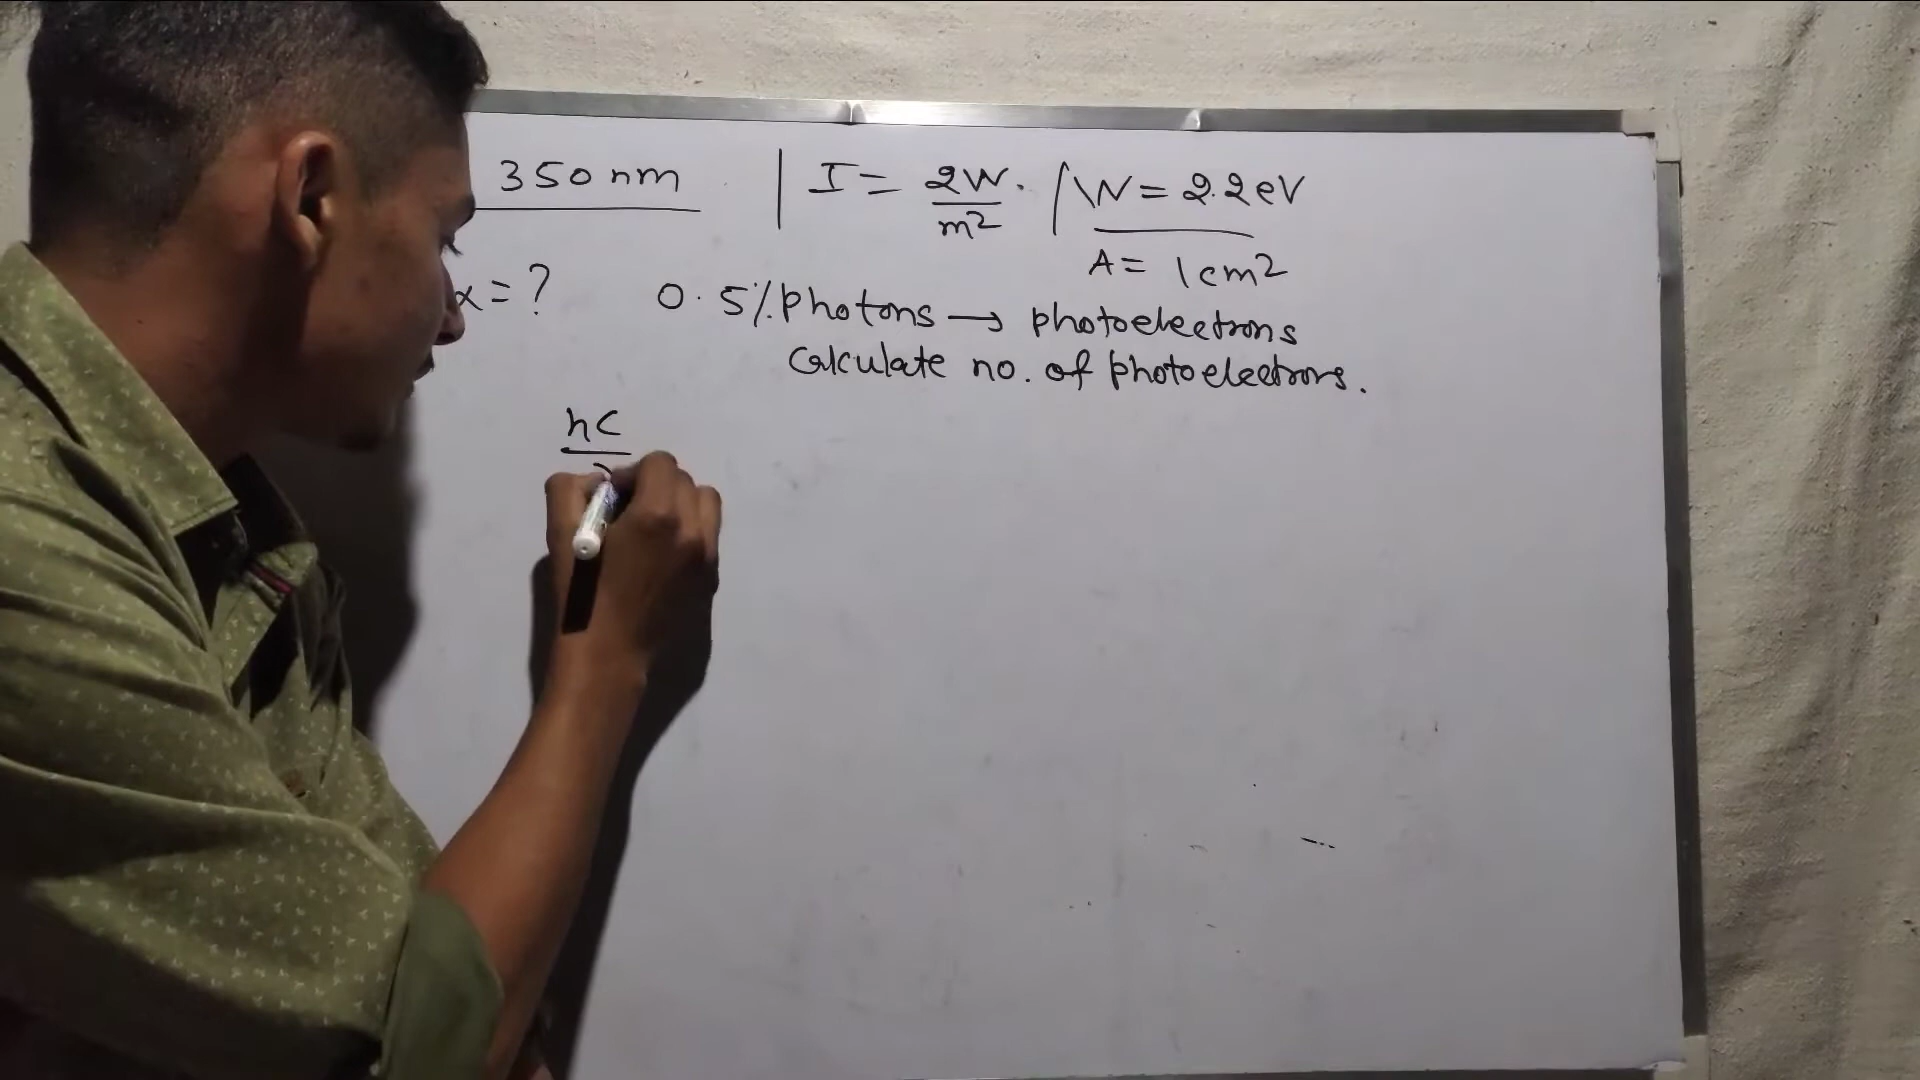 350 nm | I = 2W/m² / W = 2.2eV
A = 1cm²
x = ? 0.5% photons → photoelectrons
Calculate no. of photoelectrons.
hc